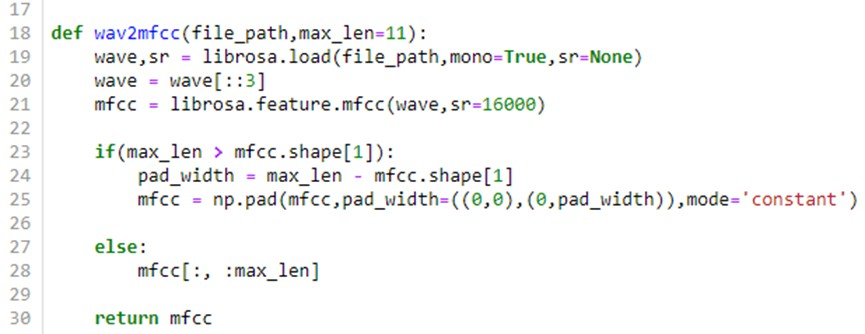 17
18 def wav2mfcc(file_path,max_len=11):
19     wave,sr = librosa.load(file_path,mono=True,sr=None)
20     wave = wave[::3]
21     mfcc = librosa.feature.mfcc(wave,sr=16000)
22
23     if(max_len > mfcc.shape[1]):
24         pad_width = max_len - mfcc.shape[1]
25         mfcc = np.pad(mfcc,pad_width=((0,0),(0,pad_width)),mode='constant')
26
27     else:
28         mfcc[:, :max_len]
29
30     return mfcc